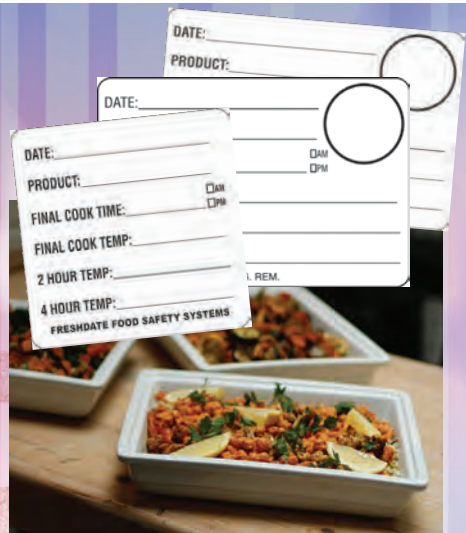 DATE:
PRODUCT:
DATE:
☐AM
☐PM
. REM.
DATE:
PRODUCT:
☐AM
FINAL COOK TIME: ☐PM
FINAL COOK TEMP:
2 HOUR TEMP:
4 HOUR TEMP:
FRESHDATE FOOD SAFETY SYSTEMS